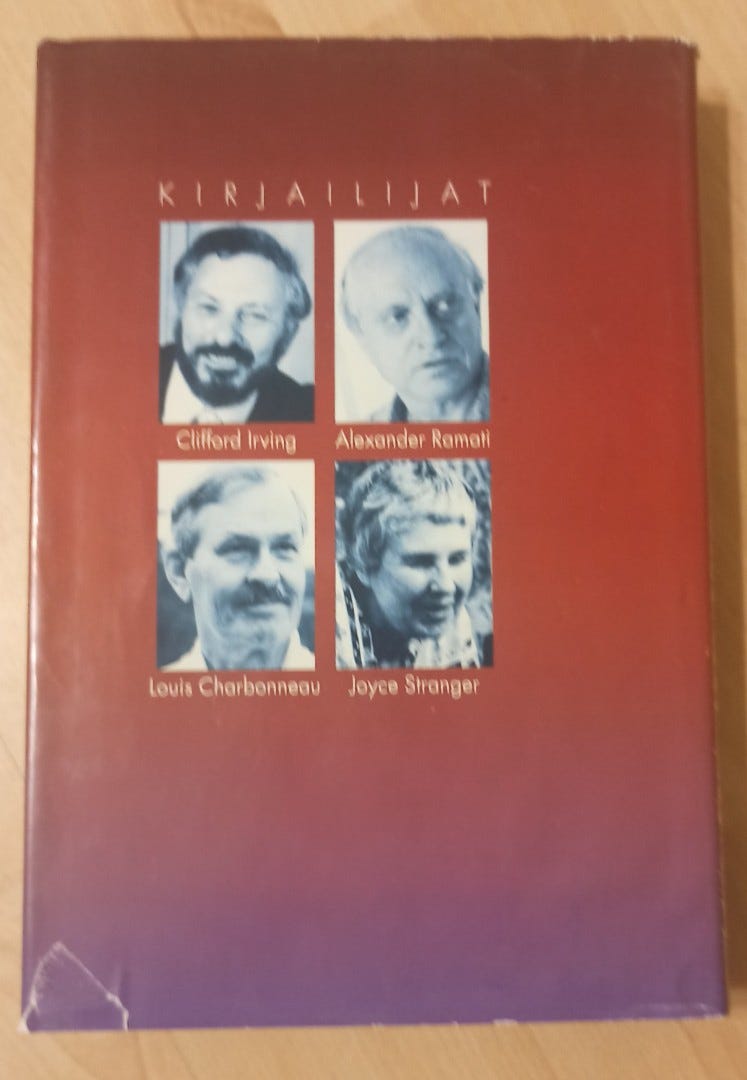 KIRJAILIJAT
Clifford Irving
Alexander Ramati
Louis Charbonneau
Joyce Stranger